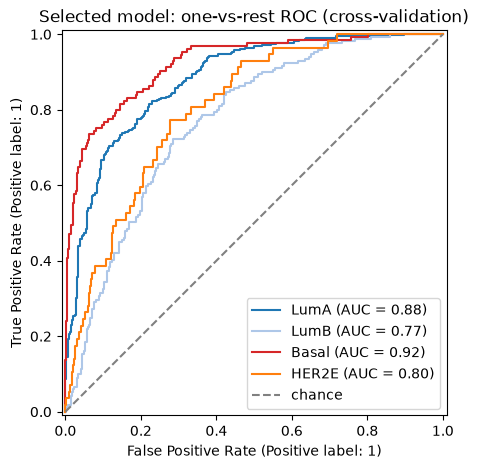 Selected model: one-vs-rest ROC (cross-validation)
True Positive Rate (Positive label: 1)
1.0
0.8
0.6
0.4
0.2
0.0
LumA (AUC = 0.88)
LumB (AUC = 0.77)
Basal (AUC = 0.92)
HER2E (AUC = 0.80)
chance
0.0 0.2 0.4 0.6 0.8 1.0
False Positive Rate (Positive label: 1)